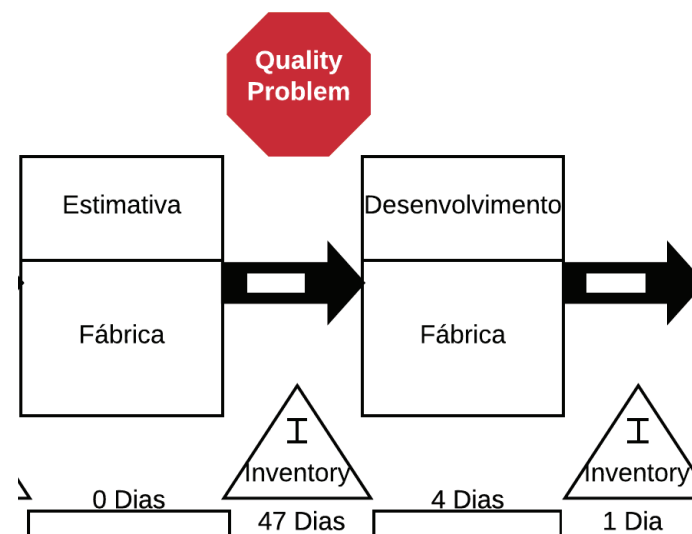 Quality
Problem
Estimativa
Desenvolvimento
Fábrica
Fábrica
I
Inventory
I
Inventory
0 Dias
47 Dias
4 Dias
1 Dia